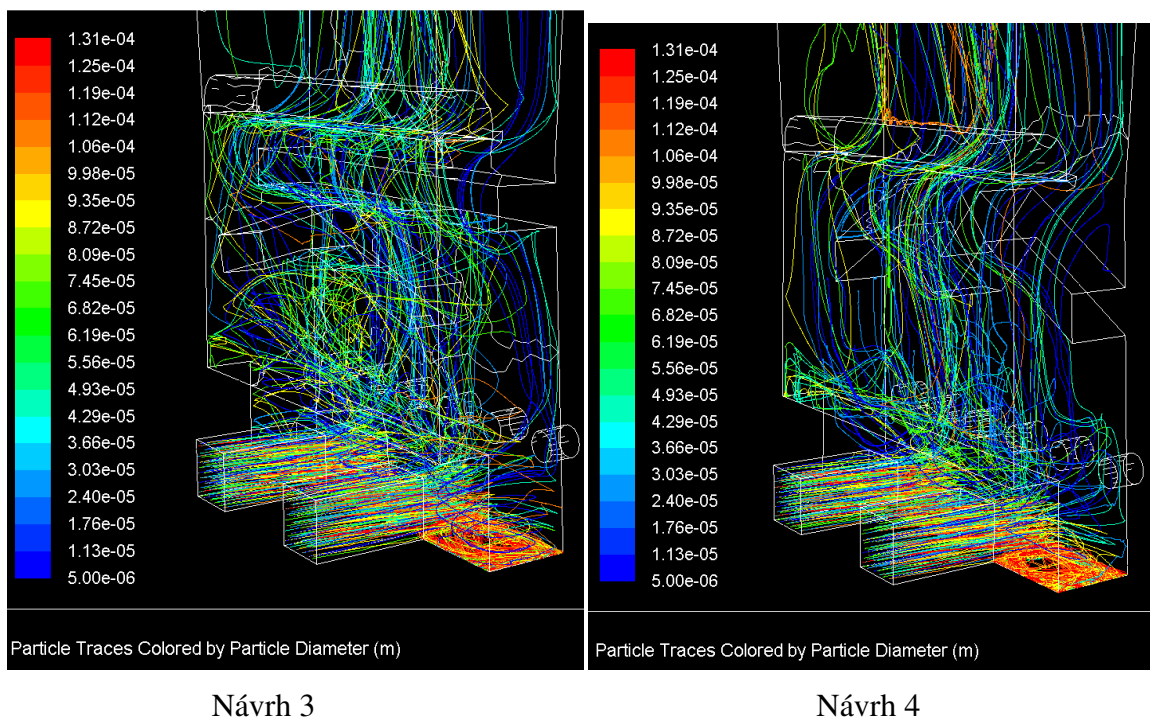 1.31e-04
1.25e-04
1.19e-04
1.12e-04
1.06e-04
9.98e-05
9.35e-05
8.72e-05
8.09e-05
7.45e-05
6.82e-05
6.19e-05
5.56e-05
4.93e-05
4.29e-05
3.66e-05
3.03e-05
2.40e-05
1.76e-05
1.13e-05
5.00e-06
Particle Traces Colored by Particle Diameter (m)
Návrh 3
1.31e-04
1.25e-04
1.19e-04
1.12e-04
1.06e-04
9.98e-05
9.35e-05
8.72e-05
8.09e-05
7.45e-05
6.82e-05
6.19e-05
5.56e-05
4.93e-05
4.29e-05
3.66e-05
3.03e-05
2.40e-05
1.76e-05
1.13e-05
5.00e-06
Particle Traces Colored by Particle Diameter (m)
Návrh 4